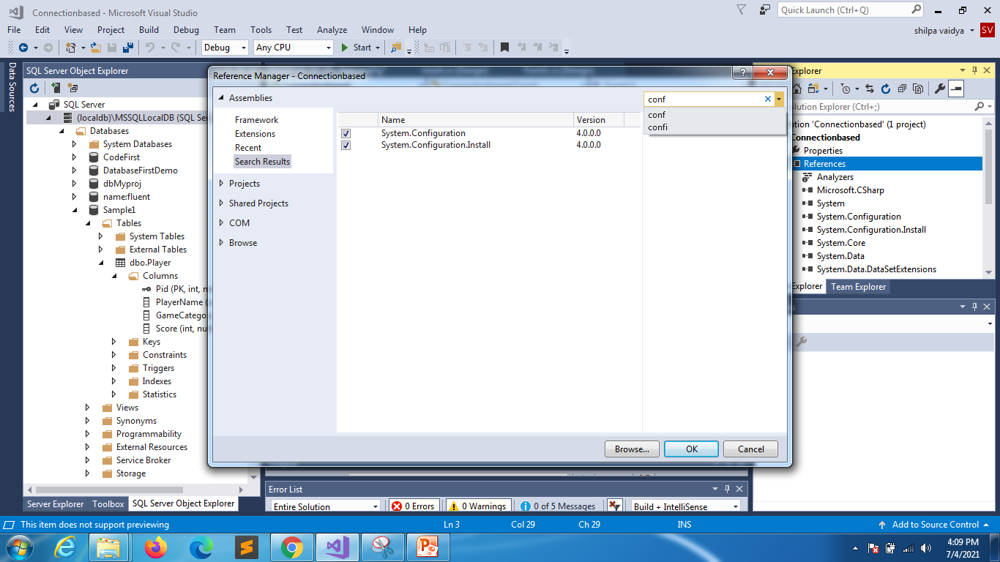 Connectionbased - Microsoft Visual Studio
Quick Launch (Ctrl+Q)
File Edit View Project Build Debug Team Tools Test Analyze Window Help
shilpa vaidya SV
Debug Any CPU Start
Data Sources
SQL Server Object Explorer
SQL Server
(localdb)\MSSQLLocalDB (SQL Se
Databases
System Databases
CodeFirst
DatabaseFirstDemo
dbMyproj
name:fluent
Sample1
Tables
System Tables
External Tables
dbo.Player
Columns
Pid (PK, int, n
PlayerName (
GameCatego
Score (int, nu
Keys
Constraints
Triggers
Indexes
Statistics
Views
Synonyms
Programmability
External Resources
Service Broker
Storage
Server Explorer Toolbox SQL Server Object Explorer
Reference Manager - Connectionbased
?
Assemblies
Framework
Extensions
Recent
Search Results
Projects
Shared Projects
COM
Browse
Name Version
System.Configuration 4.0.0.0
System.Configuration.Install 4.0.0.0
conf
conf
confi
Browse... OK Cancel
Explorer
lution Explorer (Ctrl+;)
ution 'Connectionbased' (1 project)
Connectionbased
Properties
References
Analyzers
Microsoft.CSharp
System
System.Configuration
System.Configuration.Install
System.Core
System.Data
System.Data.DataSetExtensions
Explorer Team Explorer
Error List
Entire Solution 0 Errors 0 Warnings 0 of 5 Messages Build + IntelliSense
This item does not support previewing Ln 3 Col 29 Ch 29 INS Add to Source Control
4:09 PM
7/4/2021